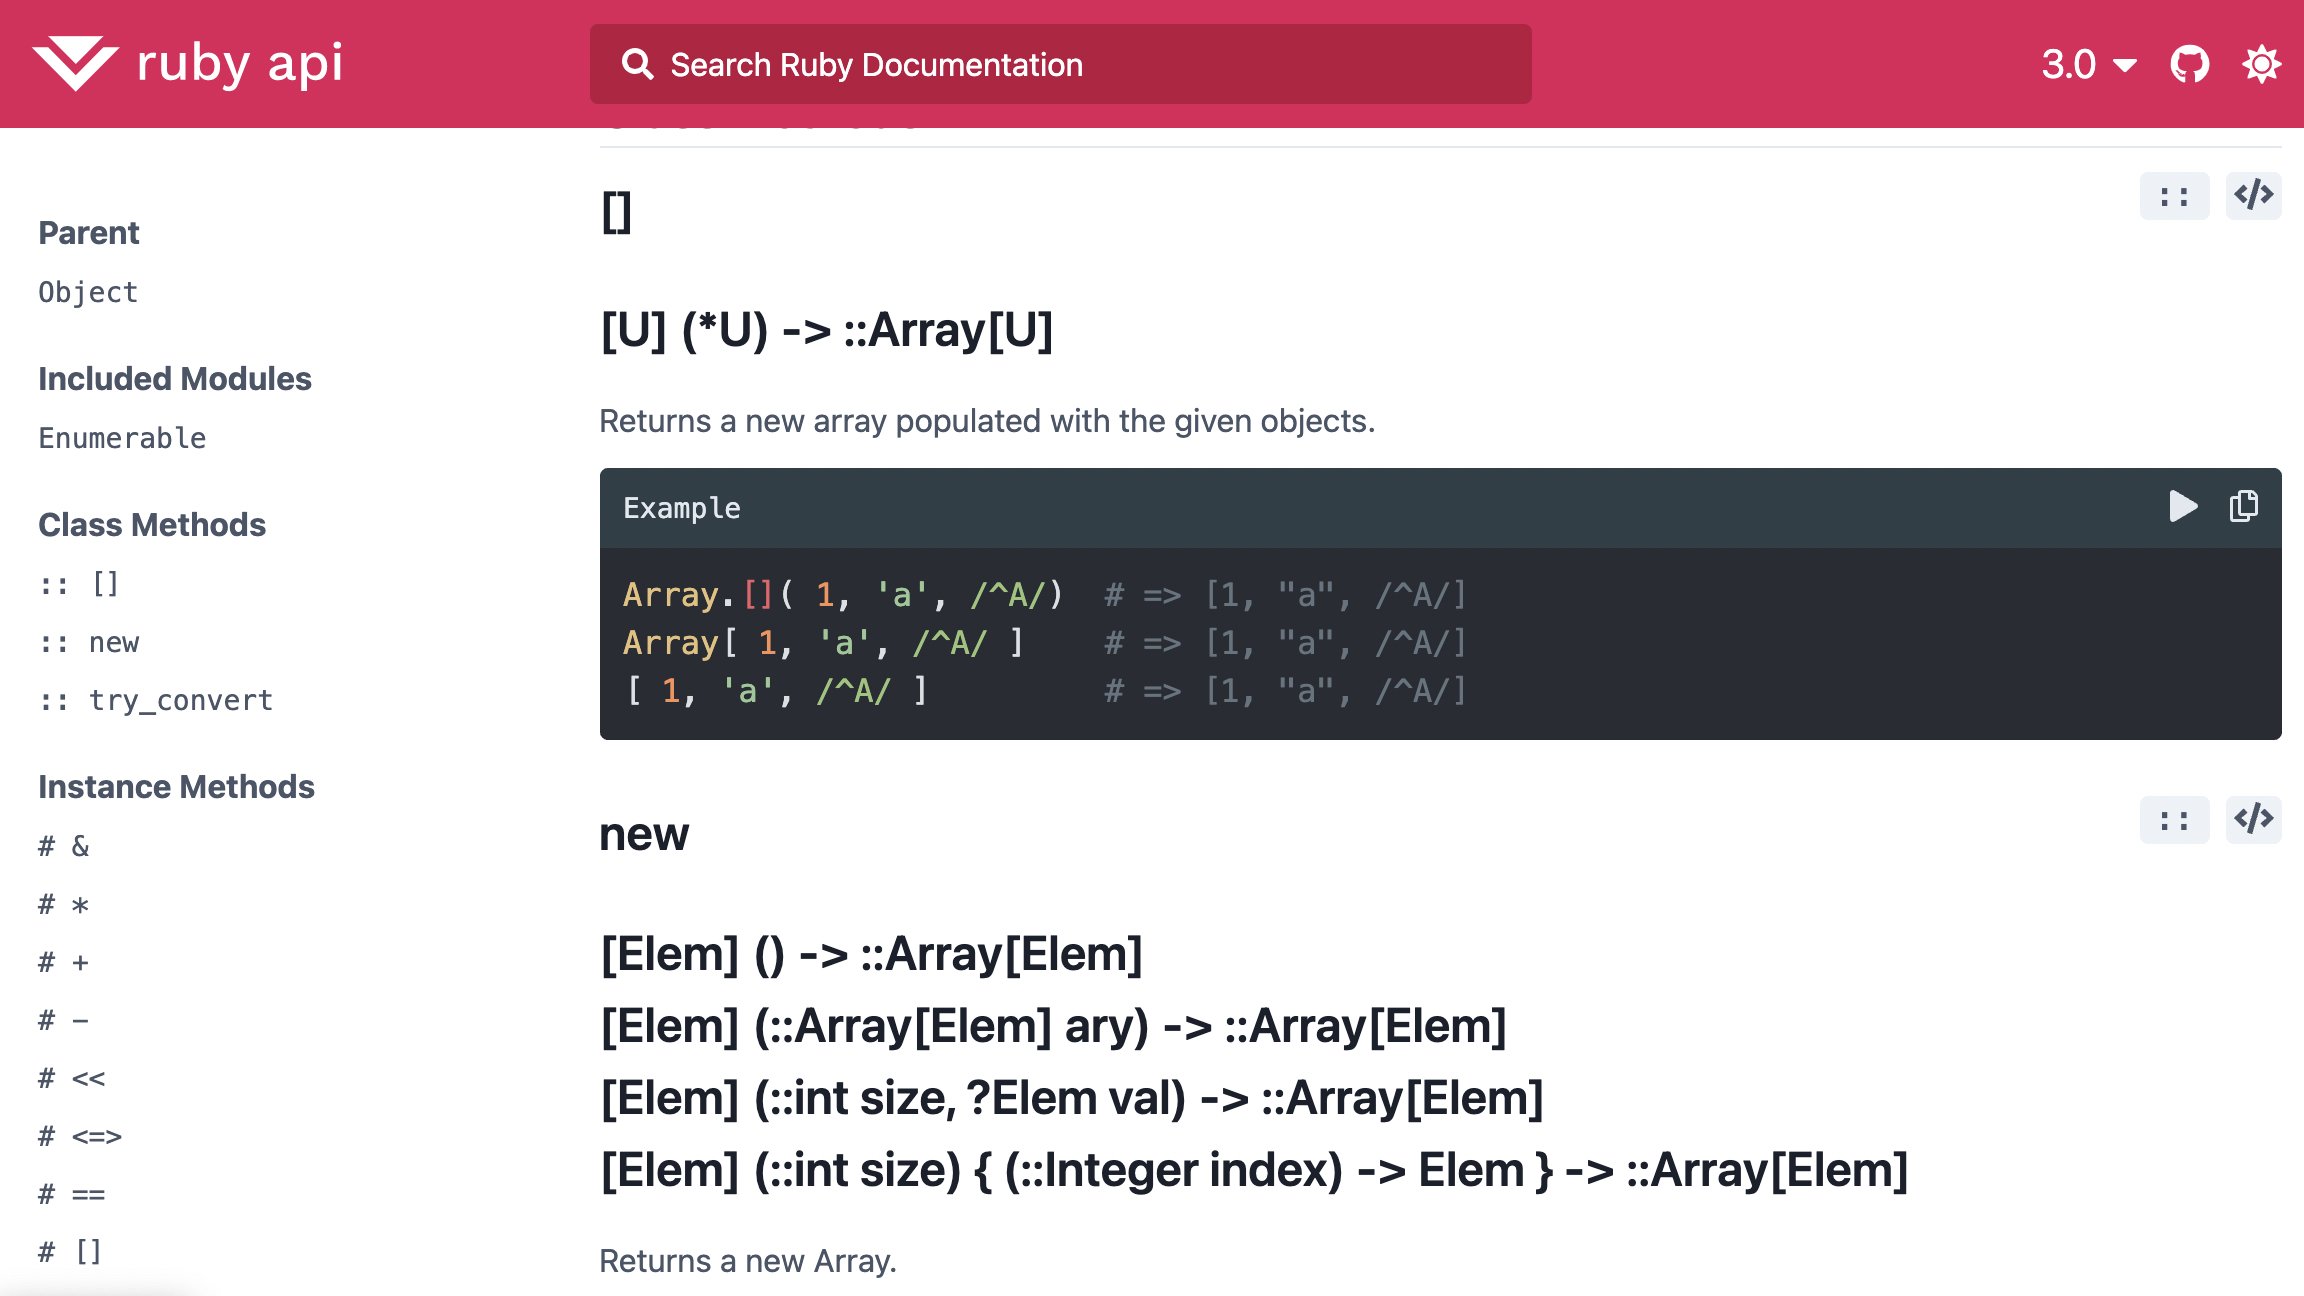 ruby api
Search Ruby Documentation
3.0
Parent
Object
Included Modules
Enumerable
Class Methods
:: []
:: new
:: try_convert
Instance Methods
# &
# *
# +
# -
# <<
# <=>
# ==
# []
[]
:: </>
[U] (*U) -> ::Array[U]
Returns a new array populated with the given objects.
Example
Array.[]( 1, 'a', /^A/)  # => [1, "a", /^A/]
Array[ 1, 'a', /^A/ ]    # => [1, "a", /^A/]
[ 1, 'a', /^A/ ]         # => [1, "a", /^A/]
new
:: </>
[Elem] () -> ::Array[Elem]
[Elem] (::Array[Elem] ary) -> ::Array[Elem]
[Elem] (::int size, ?Elem val) -> ::Array[Elem]
[Elem] (::int size) { (::Integer index) -> Elem } -> ::Array[Elem]
Returns a new Array.